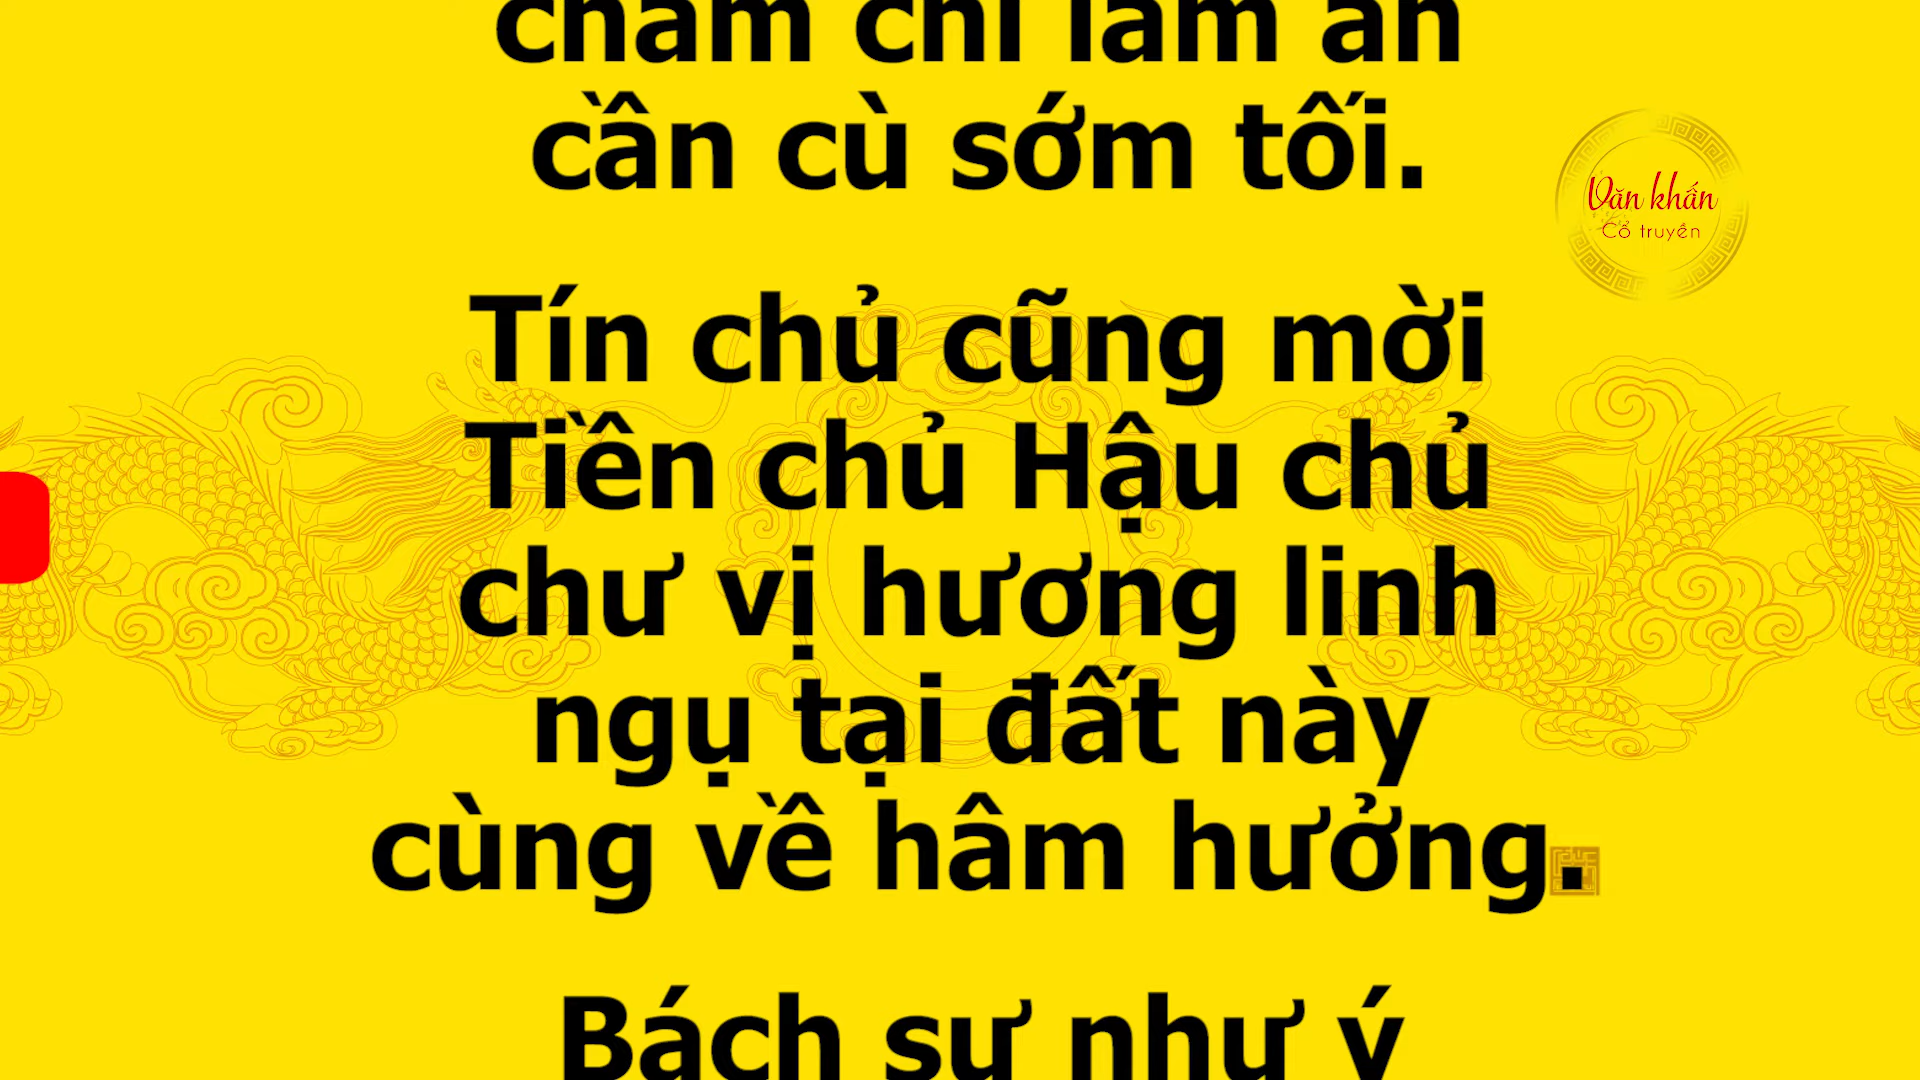 chăm chỉ làm ăn
cần cù sớm tối.
Văn khấn
Cổ truyền
Tín chủ cũng mời
Tiền chủ Hậu chủ
chư vị hương linh
ngụ tại đất này
cùng về hâm hưởng.
Bách sự như ý